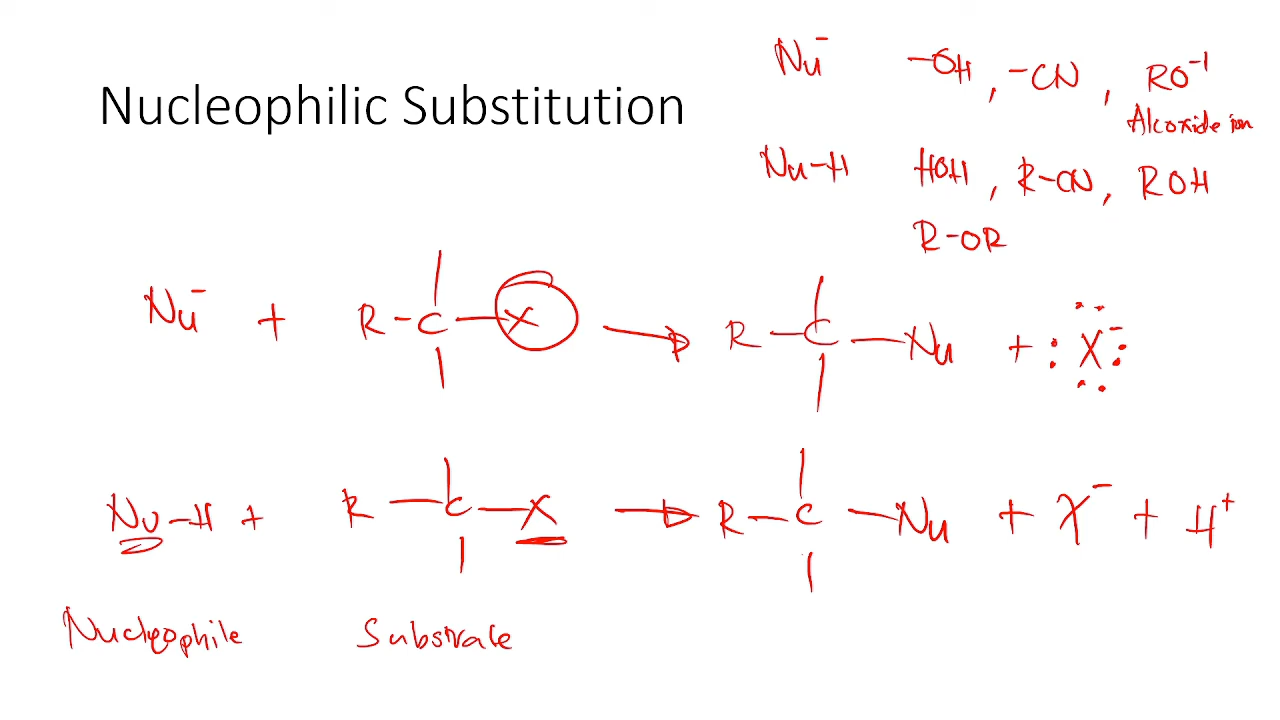 Nucleophilic Substitution
Nu⁻ -OH, -CN, RO⁻¹
Alcoxide ion
Nu-H HOH, R-CN, ROH
R-OR
Nu⁻ + R-C-X → R-C-Nu + :X⁻:
Nu-H + R-C-X → R-C-Nu + X⁻ + H⁺
Nucleophile Substrate